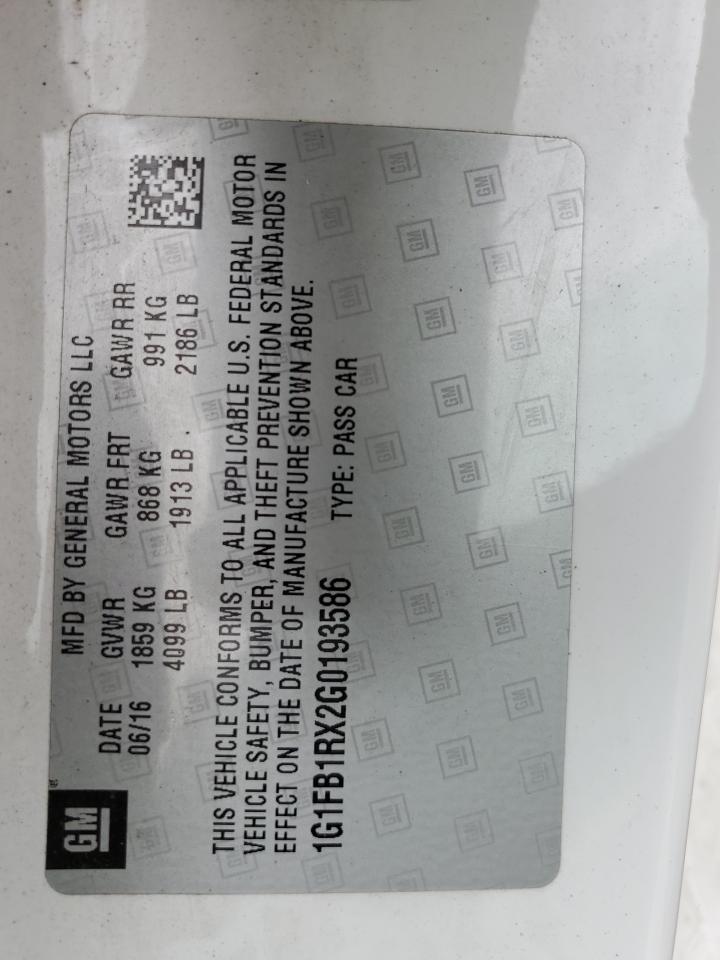 GM
MFD BY GENERAL MOTORS LLC
DATE GVWR GAWR FRT GAWR RR
06/16 1859 KG 868 KG 991 KG
4099 LB 1913 LB 2186 LB
THIS VEHICLE CONFORMS TO ALL APPLICABLE U.S. FEDERAL MOTOR
VEHICLE SAFETY, BUMPER, AND THEFT PREVENTION STANDARDS IN
EFFECT ON THE DATE OF MANUFACTURE SHOWN ABOVE.
1G1FB1RX2G0193586 TYPE: PASS CAR